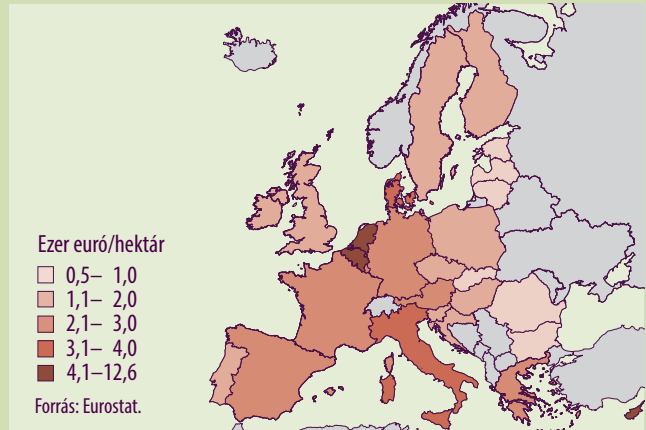 Ezer euró/hektár
0,5– 1,0
1,1– 2,0
2,1– 3,0
3,1– 4,0
4,1–12,6
Forrás: Eurostat.